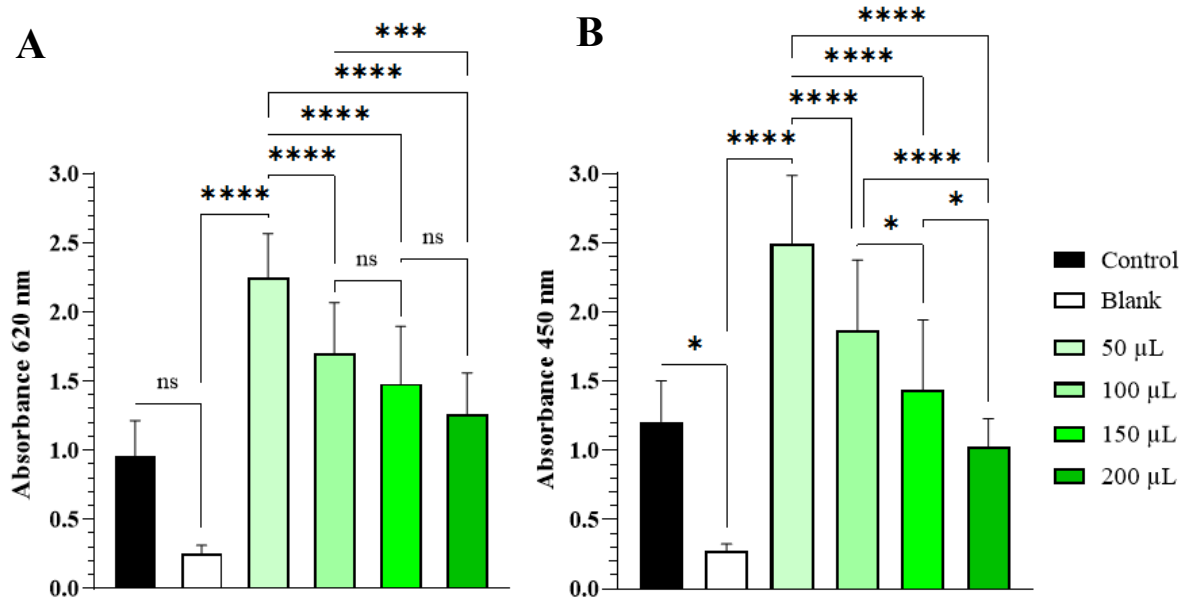 A
***
****
****
****
****
ns
ns
ns
3.0
2.5
2.0
1.5
1.0
0.5
0.0
Absorbance 620 nm
B
****
****
****
****
****
*
*
*
3.0
2.5
2.0
1.5
1.0
0.5
0.0
Absorbance 450 nm
Control
Blank
50 µL
100 µL
150 µL
200 µL